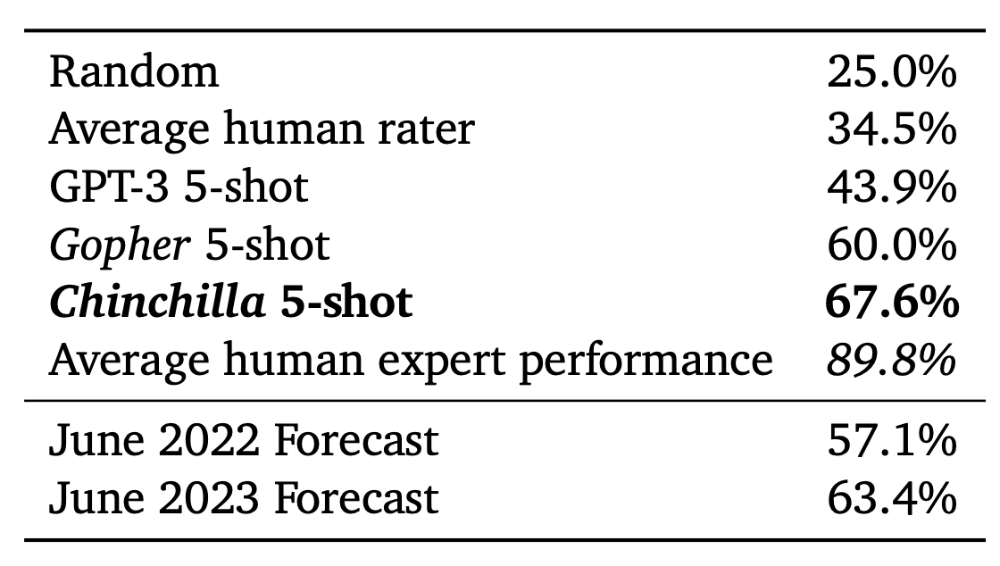 Random 25.0%
Average human rater 34.5%
GPT-3 5-shot 43.9%
Gopher 5-shot 60.0%
Chinchilla 5-shot 67.6%
Average human expert performance 89.8%
June 2022 Forecast 57.1%
June 2023 Forecast 63.4%